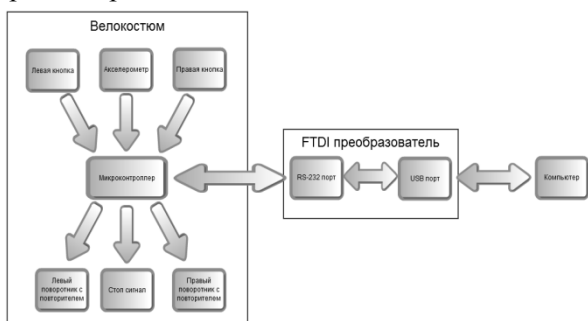 Велокостюм
Левая кнопка
Акселерометр
Правая кнопка
FTDI преобразователь
Микроконтроллер
RS-232 порт
USB порт
Компьютер
Левый
поворотник с
повторителем
Стоп сигнал
Правый
поворотник с
повторителем